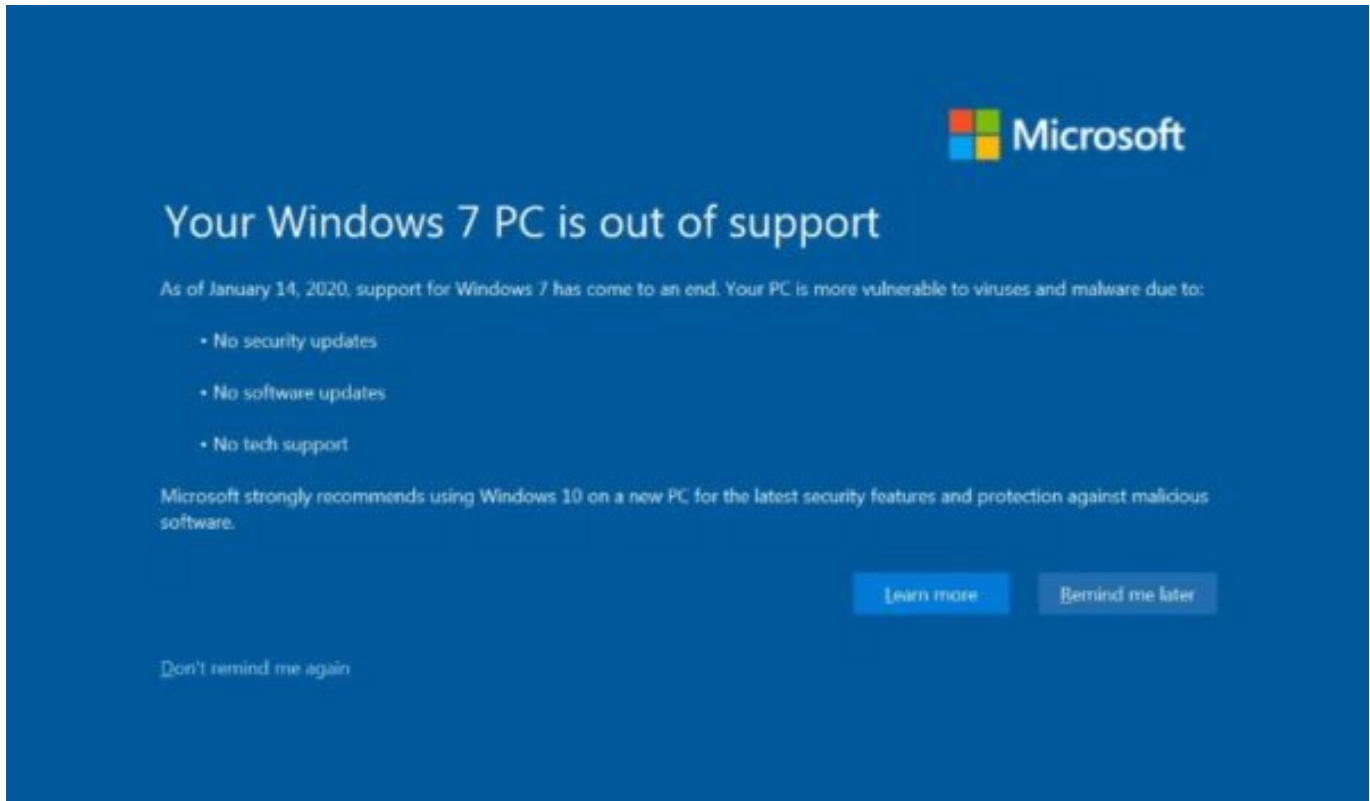 Microsoft
Your Windows 7 PC is out of support
As of January 14, 2020, support for Windows 7 has come to an end. Your PC is more vulnerable to viruses and malware due to:
• No security updates
• No software updates
• No tech support
Microsoft strongly recommends using Windows 10 on a new PC for the latest security features and protection against malicious
software.
Learn more
Remind me later
Don't remind me again